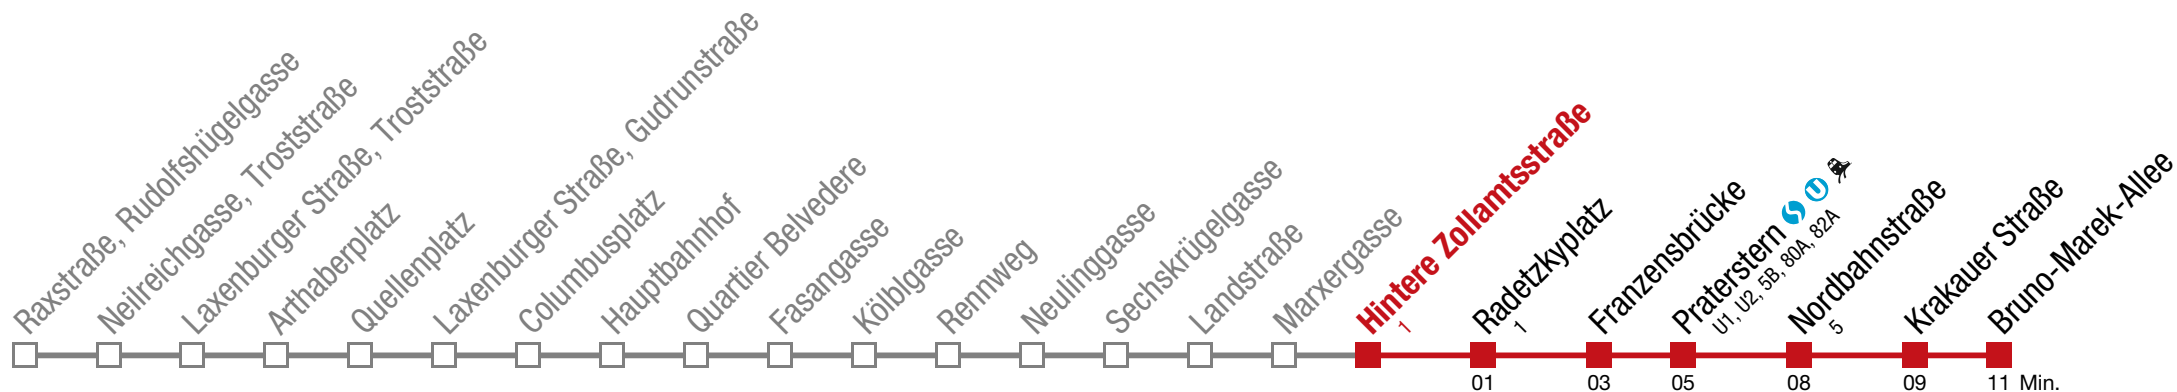 Raxstraße, Rudolfshügelgasse
Neilreichgasse, Troststraße
Laxenburger Straße, Troststraße
Arthaberplatz
Quellenplatz
Laxenburger Straße, Gudrunstraße
Columbusplatz
Hauptbahnhof
Quartier Belvedere
Fasangasse
Kölblgasse
Rennweg
Neulinggasse
Sechskrügelgasse
Landstraße
Marxergasse
Hintere Zollamtsstraße
1
Radetzkyplatz
1
Franzensbrücke
Praterstern
U1, U2, 5B, 80A, 82A
Nordbahnstraße
5
Krakauer Straße
Bruno-Marek-Allee
01 03 05 08 09 11 Min.